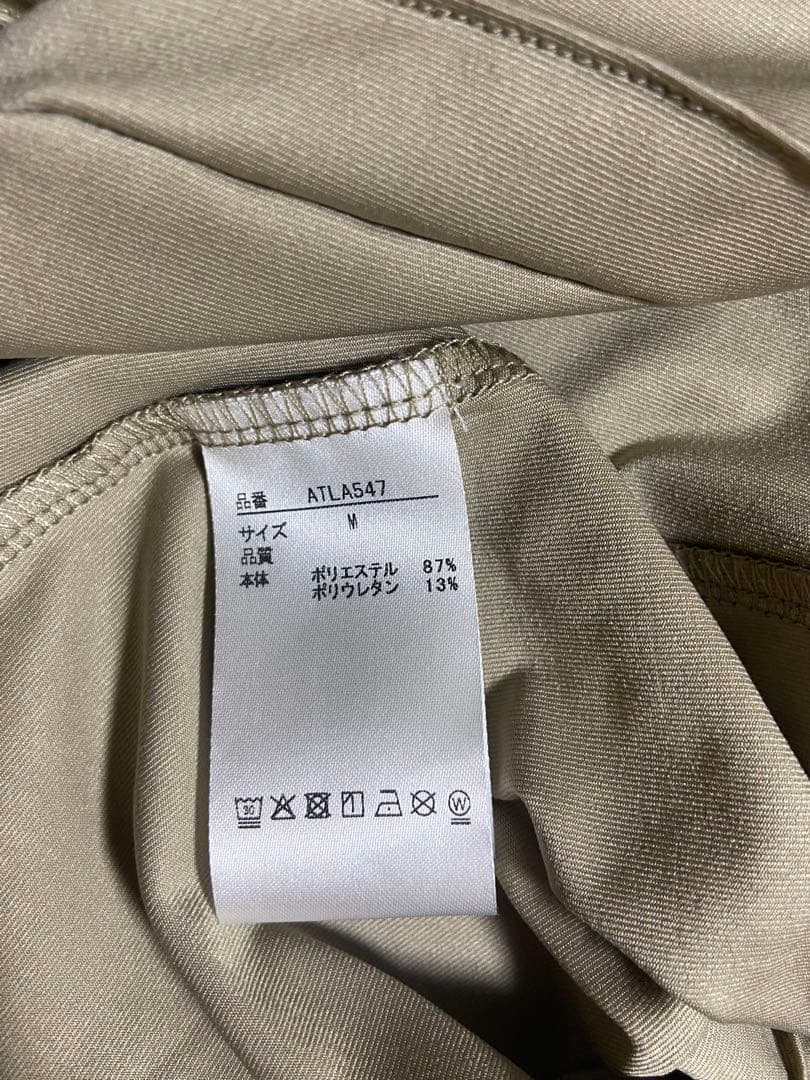 品番 ATLA547
サイズ M
品質
本体 ポリエステル 87%
ポリウレタン 13%
30 W